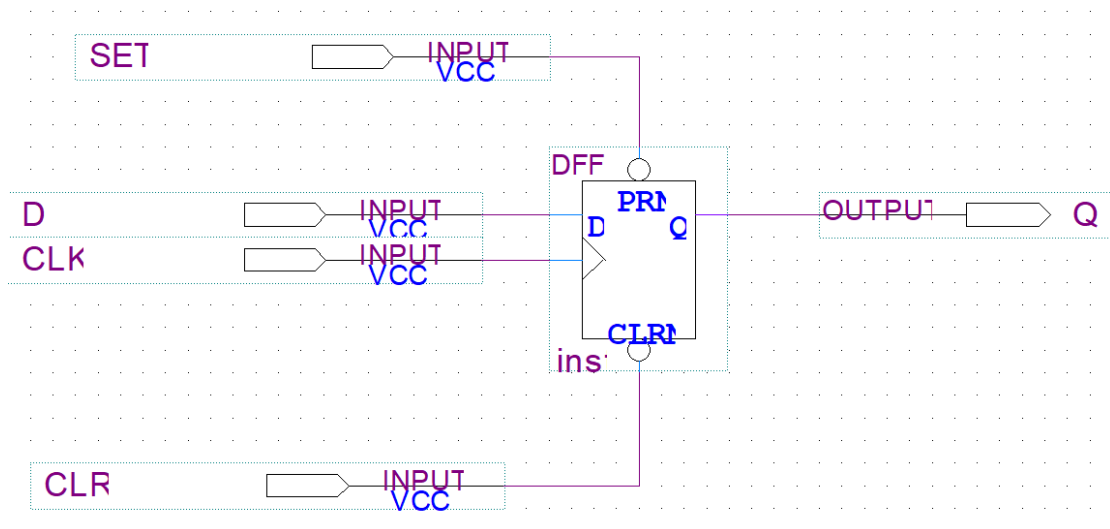 SET INPUT
VCC
DFF
PRN
D INPUT D Q OUTPUT Q
VCC
CLK INPUT
VCC
CLRN
inst
CLR INPUT
VCC